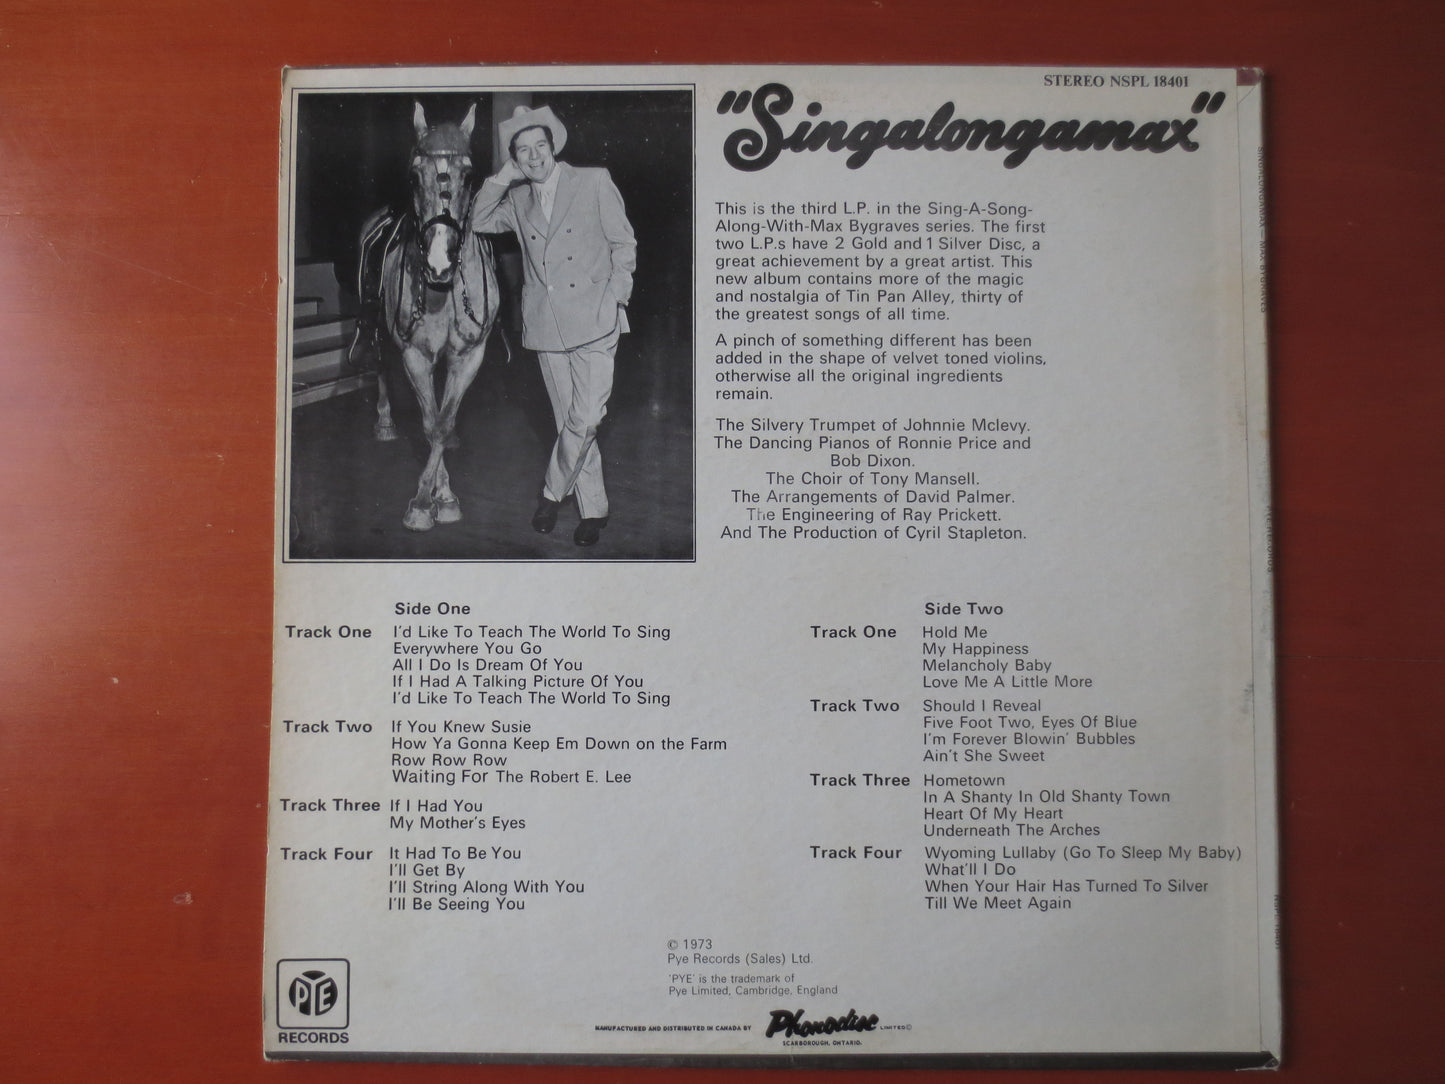 STEREO NSPL 18401
"Singalongamax"
This is the third L.P. in the Sing-A-Song-
Along-With-Max Bygraves series. The first
two L.P.s have 2 Gold and 1 Silver Disc, a
great achievement by a great artist. This
new album contains more of the magic
and nostalgia of Tin Pan Alley, thirty of
the greatest songs of all time.
A pinch of something different has been
added in the shape of velvet toned violins,
otherwise all the original ingredients
remain.
The Silvery Trumpet of Johnnie Mclevy.
The Dancing Pianos of Ronnie Price and
Bob Dixon.
The Choir of Tony Mansell.
The Arrangements of David Palmer.
The Engineering of Ray Prickett.
And The Production of Cyril Stapleton.
Side One
Track One I'd Like To Teach The World To Sing
Everywhere You Go
All I Do Is Dream Of You
If I Had A Talking Picture Of You
I'd Like To Teach The World To Sing
Track Two If You Knew Susie
How Ya Gonna Keep Em Down on the Farm
Row Row Row
Waiting For The Robert E. Lee
Track Three If I Had You
My Mother's Eyes
Track Four It Had To Be You
I'll Get By
I'll String Along With You
I'll Be Seeing You
Side Two
Track One Hold Me
My Happiness
Melancholy Baby
Love Me A Little More
Track Two Should I Reveal
Five Foot Two, Eyes Of Blue
I'm Forever Blowin' Bubbles
Ain't She Sweet
Track Three Hometown
In A Shanty In Old Shanty Town
Heart Of My Heart
Underneath The Arches
Track Four Wyoming Lullaby (Go To Sleep My Baby)
What'll I Do
When Your Hair Has Turned To Silver
Till We Meet Again
© 1973
Pye Records (Sales) Ltd.
'PYE' is the trademark of
Pye Limited, Cambridge, England
PYE
RECORDS
MANUFACTURED AND DISTRIBUTED IN CANADA BY Phonodisc LIMITED ©
SCARBOROUGH, ONTARIO.
SINGALONGAMAX MAX BYGRAVES
PYE RECORDS
NSPL 18401